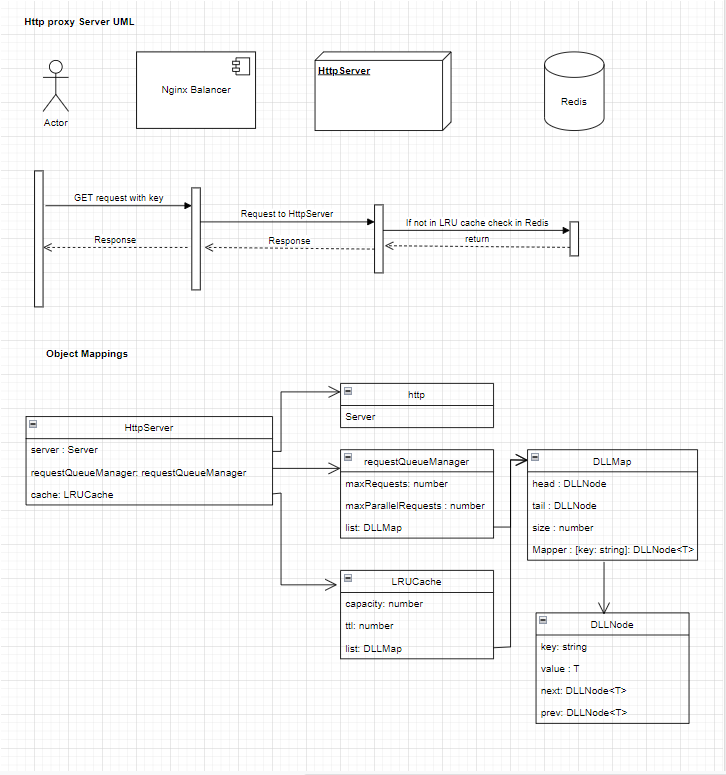 Http proxy Server UML
Actor
Nginx Balancer
HttpServer
Redis
GET request with key
Request to HttpServer
If not in LRU cache check in Redis
Response
Response
return
Object Mappings
HttpServer
server : Server
requestQueueManager: requestQueueManager
cache: LRUCache
http
Server
requestQueueManager
maxRequests: number
maxParallelRequests : number
list: DLLMap
LRUCache
capacity: number
ttl: number
list: DLLMap
DLLMap
head : DLLNode
tail : DLLNode
size : number
Mapper : [key: string]: DLLNode<T>
DLLNode
key: string
value : T
next: DLLNode<T>
prev: DLLNode<T>